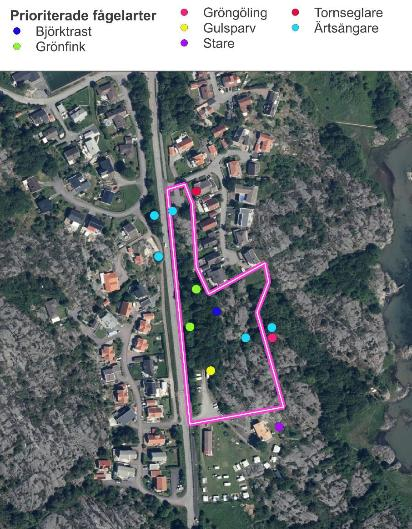 Prioriterade fågelarter
Björktrast
Grönfink
Gröngöling
Gulsparv
Stare
Tornseglare
Ärtsångare